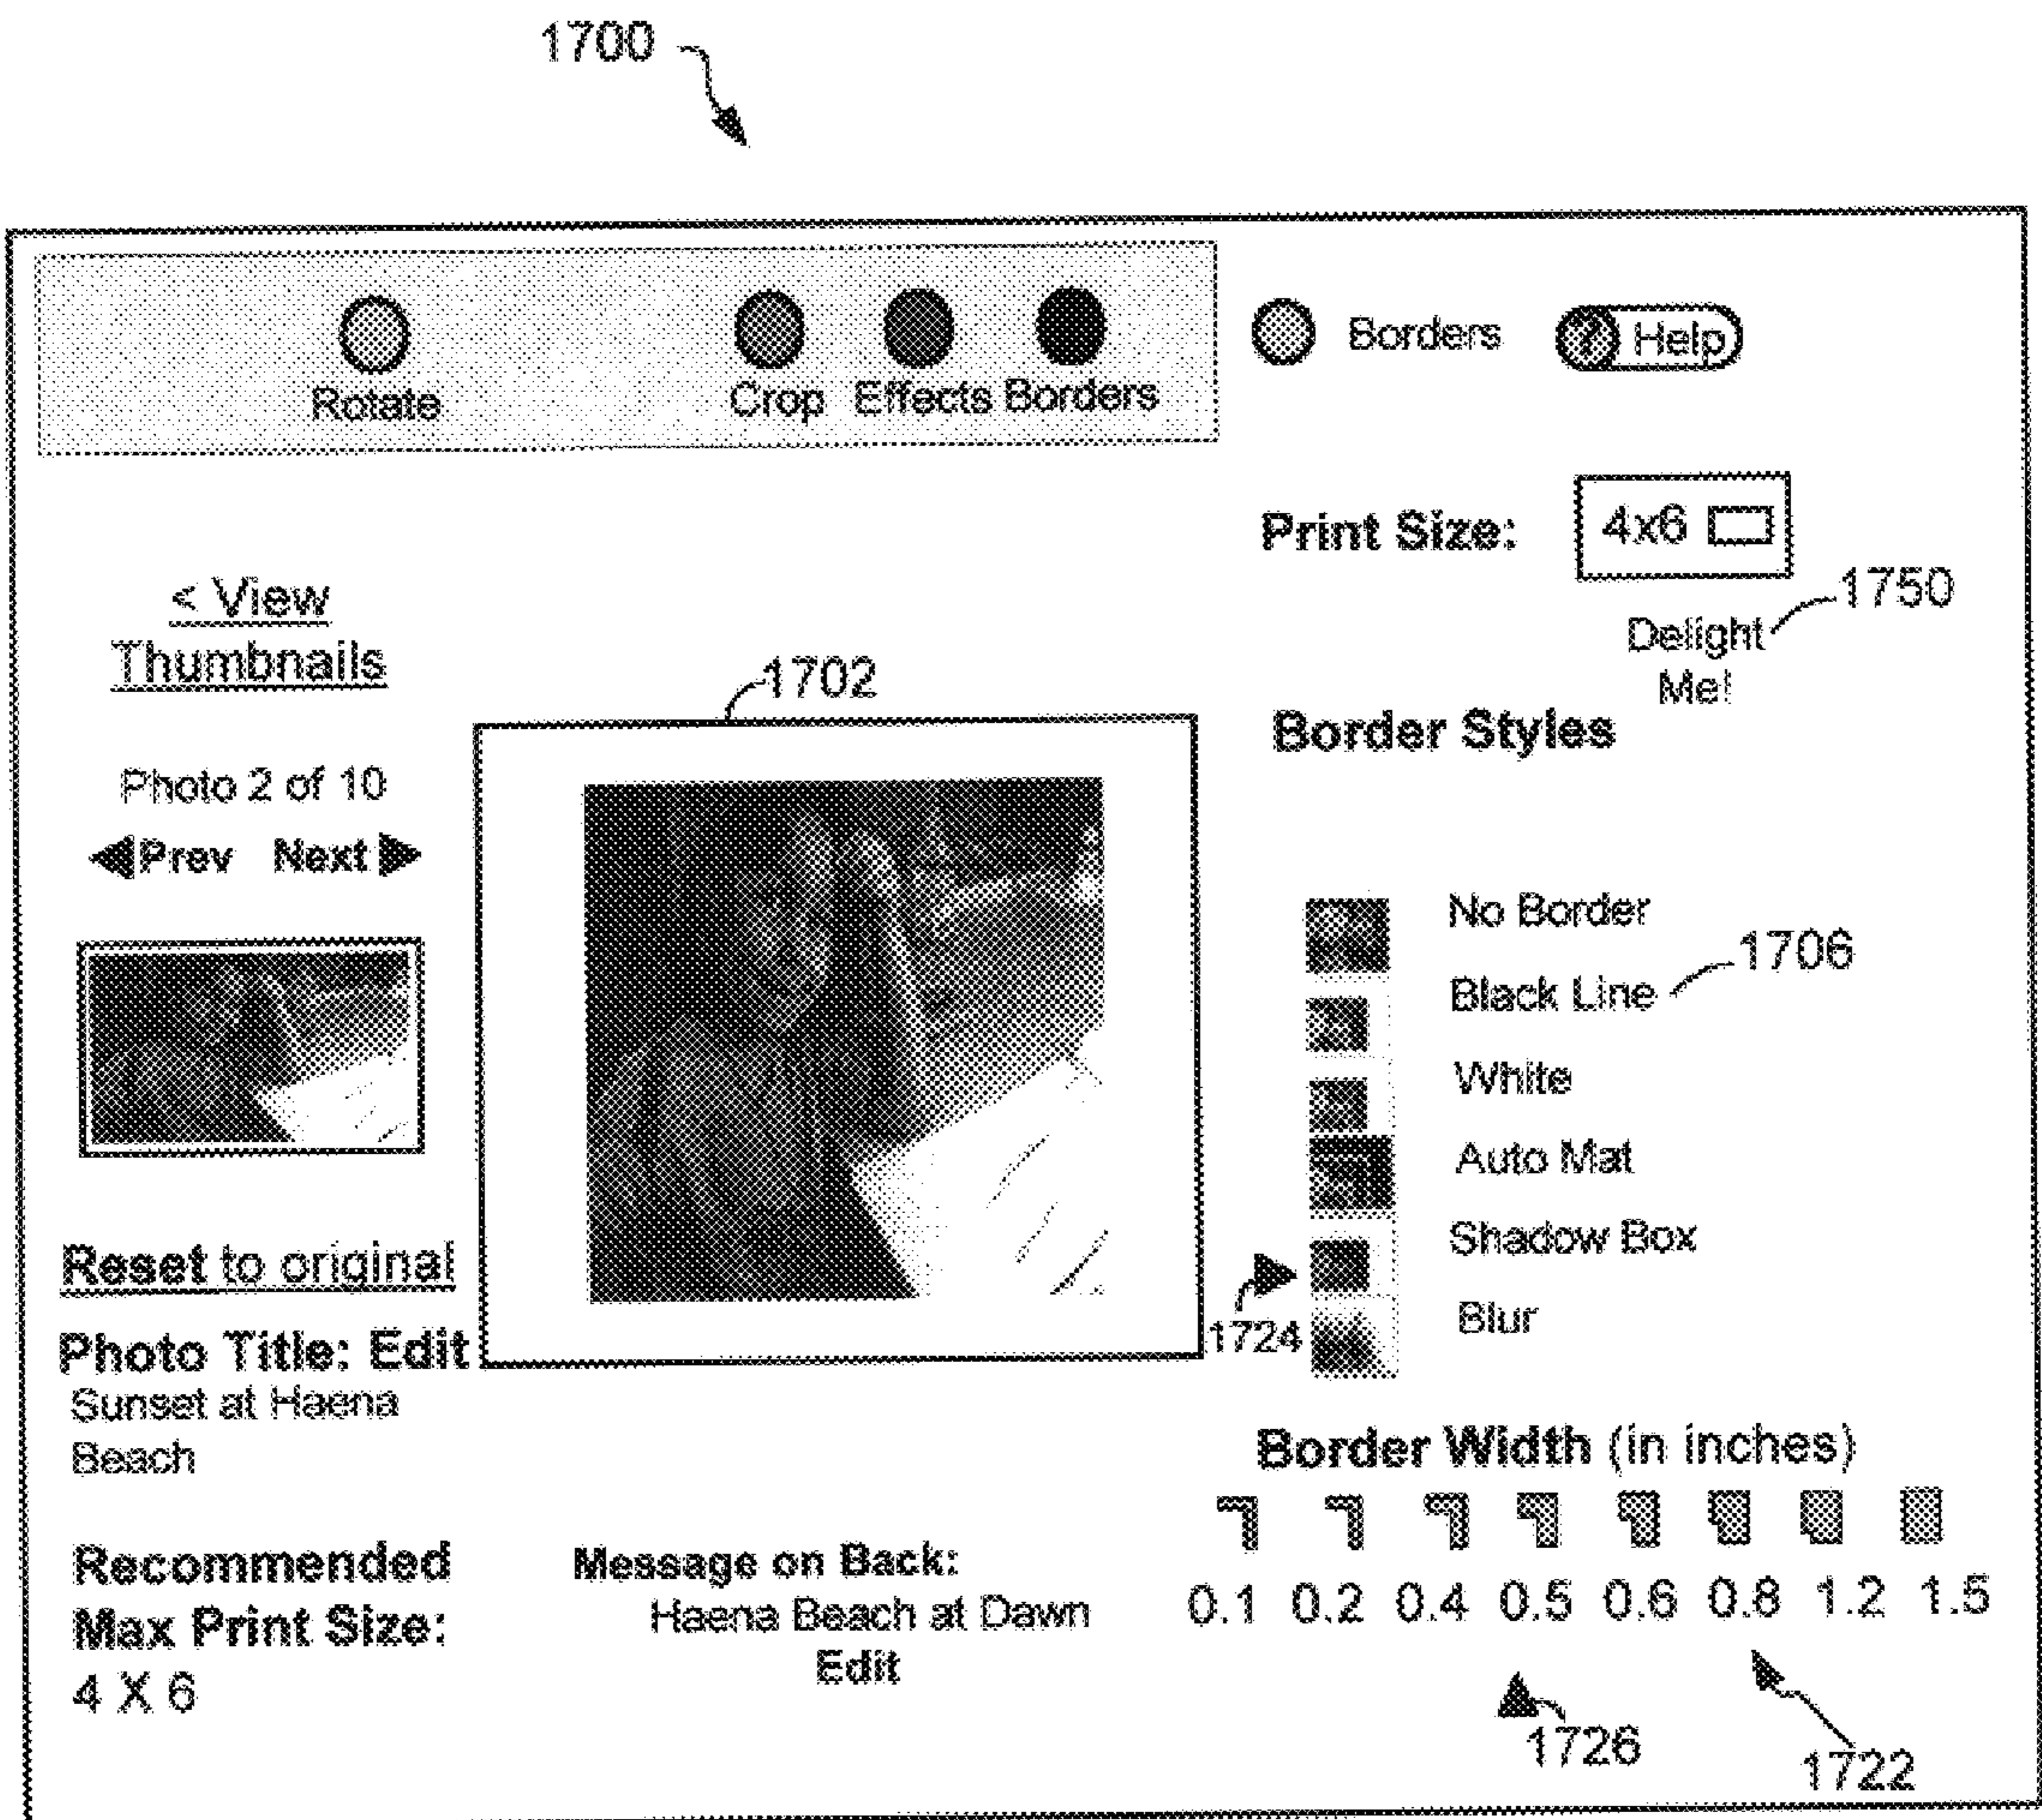 1700
Rotate
Crop Effects Borders
Borders
? Help
Print Size: 4x6
1750
Delight
Me!
< View
Thumbnails
Photo 2 of 10
Prev Next
1702
Border Styles
No Border
1706
Black Line
White
Auto Mat
Shadow Box
1724
Blur
Reset to original
Photo Title: Edit
Sunset at Haena
Beach
Recommended
Max Print Size:
4 X 6
Message on Back:
Haena Beach at Dawn
Edit
Border Width (in inches)
0.1 0.2 0.4 0.5 0.6 0.8 1.2 1.5
1726
1722